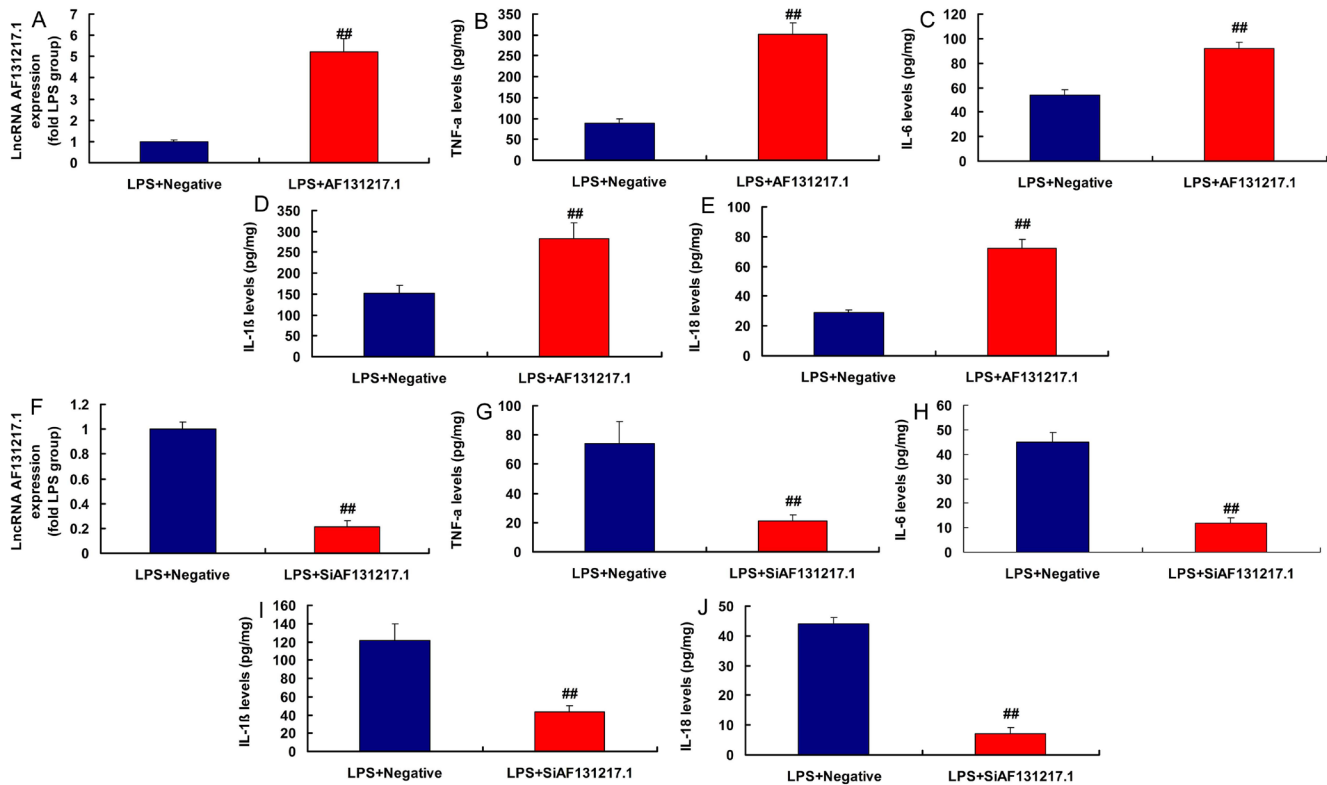 A
LncRNA AF131217.1
expression
(fold LPS group)
7
6
5
4
3
2
1
0
##
LPS+Negative
LPS+AF131217.1
B
TNF-a levels (pg/mg)
350
300
250
200
150
100
50
0
##
LPS+Negative
LPS+AF131217.1
C
IL-6 levels (pg/mg)
120
100
80
60
40
20
0
##
LPS+Negative
LPS+AF131217.1
D
IL-1ß levels (pg/mg)
350
300
250
200
150
100
50
0
##
LPS+Negative
LPS+AF131217.1
E
IL-18 levels (pg/mg)
100
80
60
40
20
0
##
LPS+Negative
LPS+AF131217.1
F
LncRNA AF131217.1
expression
(fold LPS group)
1.2
1
0.8
0.6
0.4
0.2
0
##
LPS+Negative
LPS+SiAF131217.1
G
TNF-a levels (pg/mg)
100
80
60
40
20
0
##
LPS+Negative
LPS+SiAF131217.1
H
IL-6 levels (pg/mg)
60
50
40
30
20
10
0
##
LPS+Negative
LPS+SiAF131217.1
I
IL-1ß levels (pg/mg)
160
140
120
100
80
60
40
20
0
##
LPS+Negative
LPS+SiAF131217.1
J
IL-18 levels (pg/mg)
50
40
30
20
10
0
##
LPS+Negative
LPS+SiAF131217.1